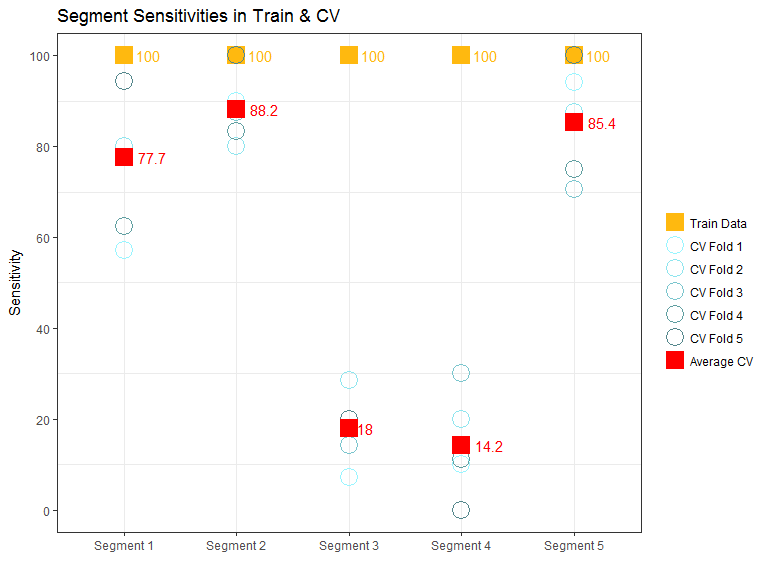 Segment Sensitivities in Train & CV
Sensitivity
100
80
60
40
20
0
100
100
100
100
100
77.7
88.2
18
14.2
85.4
Segment 1
Segment 2
Segment 3
Segment 4
Segment 5
Train Data
CV Fold 1
CV Fold 2
CV Fold 3
CV Fold 4
CV Fold 5
Average CV